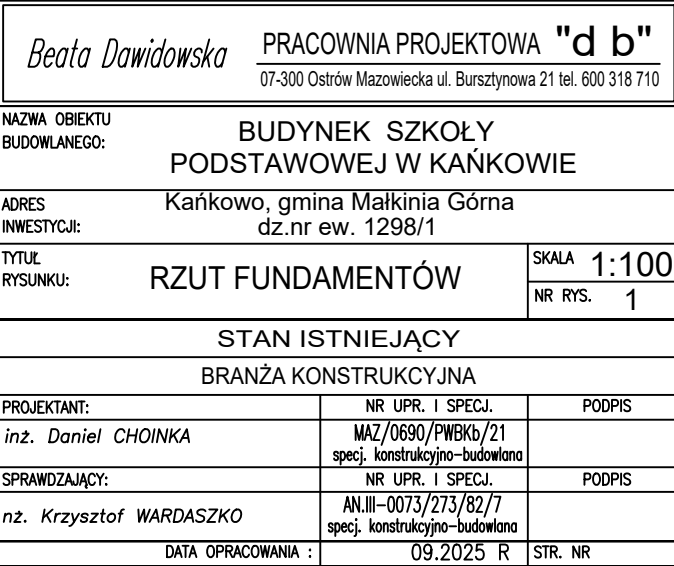 Beata Dawidowska
PRACOWNIA PROJEKTOWA "d b"
07-300 Ostrów Mazowiecka ul. Bursztynowa 21 tel. 600 318 710
NAZWA OBIEKTU
BUDOWLANEGO:
BUDYNEK SZKOŁY
PODSTAWOWEJ W KAŃKOWIE
ADRES
INWESTYCJI:
Kańkowo, gmina Małkinia Górna
dz.nr ew. 1298/1
TYTUŁ
RYSUNKU:
RZUT FUNDAMENTÓW
SKALA 1:100
NR RYS. 1
STAN ISTNIEJĄCY
BRANŻA KONSTRUKCYJNA
PROJEKTANT: NR UPR. I SPECJ. PODPIS
inż. Daniel CHOINKA
MAZ/0690/PWBKb/21
specj. konstrukcyjno-budowlana
SPRAWDZAJĄCY: NR UPR. I SPECJ. PODPIS
nż. Krzysztof WARDASZKO
AN.III-0073/273/82/7
specj. konstrukcyjno-budowlana
DATA OPRACOWANIA : 09.2025 R STR. NR